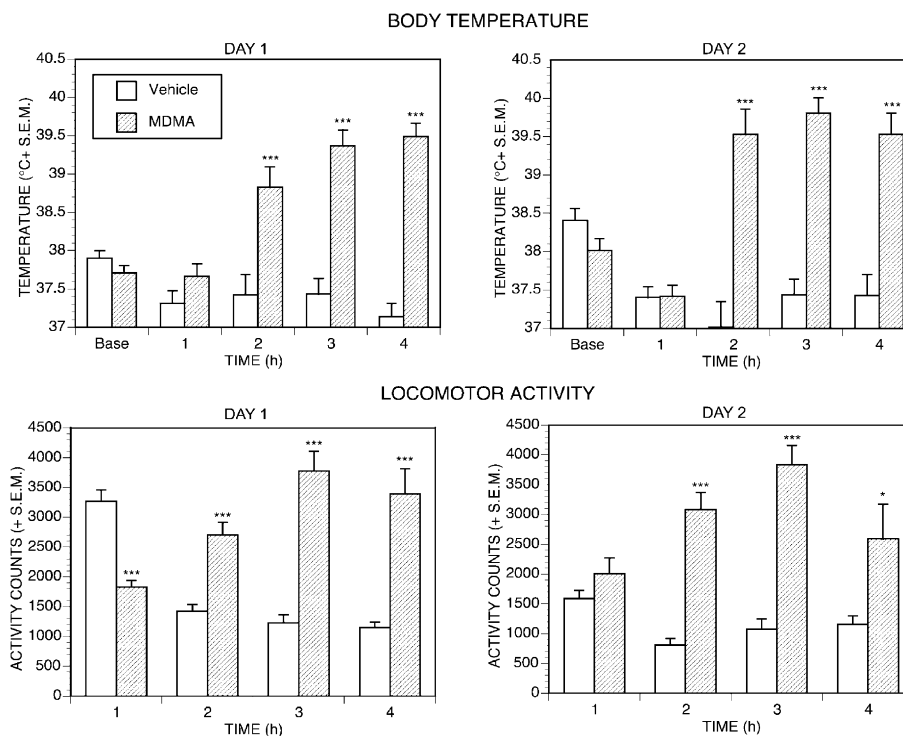 BODY TEMPERATURE
DAY 1
40.5
40
39.5
39
38.5
38
37.5
37
TEMPERATURE (°C+ S.E.M.)
Vehicle
MDMA
***
***
***
Base 1 2 3 4
TIME (h)
DAY 2
40.5
40
39.5
39
38.5
38
37.5
37
TEMPERATURE (°C+ S.E.M.)
***
***
***
Base 1 2 3 4
TIME (h)
LOCOMOTOR ACTIVITY
DAY 1
4500
4000
3500
3000
2500
2000
1500
1000
500
0
ACTIVITY COUNTS (+ S.E.M.)
***
***
***
***
1 2 3 4
TIME (h)
DAY 2
4500
4000
3500
3000
2500
2000
1500
1000
500
0
ACTIVITY COUNTS (+ S.E.M.)
***
***
*
1 2 3 4
TIME (h)